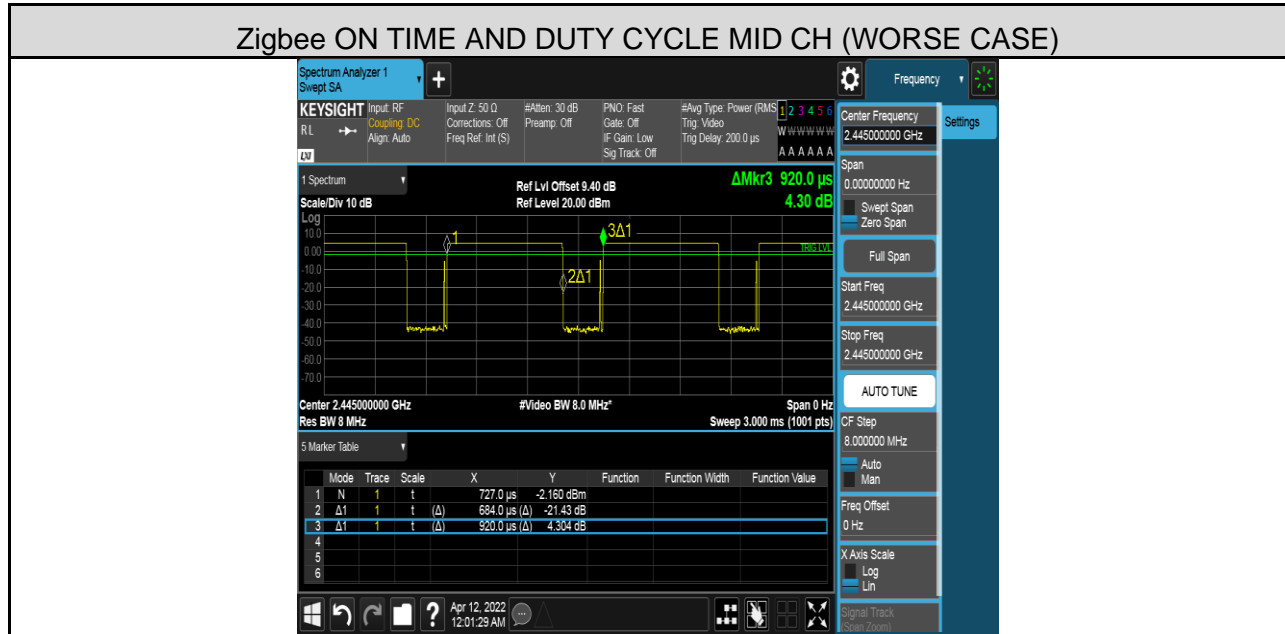 Zigbee ON TIME AND DUTY CYCLE MID CH (WORSE CASE)
Spectrum Analyzer 1
Swept SA
+
Frequency
KEYSIGHT Input: RF Input Z: 50 Ω #Atten: 30 dB PNO: Fast #Avg Type: Power (RMS 1 2 3 4 5 6
RL Coupling: DC Corrections: Off Preamp: Off Gate: Off Trig: Video W W W W W W
Align: Auto Freq Ref: Int (S) IF Gain: Low Trig Delay: 200.0 µs
LXI Sig Track: Off A A A A A A
Center Frequency
2.445000000 GHz
Settings
1 Spectrum
Ref Lvl Offset 9.40 dB ΔMkr3 920.0 µs
Scale/Div 10 dB Ref Level 20.00 dBm 4.30 dB
Log
10.0
0.00
-10.0
-20.0
-30.0
-40.0
-50.0
-60.0
-70.0
1
2Δ1
3Δ1
TRIG LVL
Center 2.445000000 GHz #Video BW 8.0 MHz* Span 0 Hz
Res BW 8 MHz Sweep 3.000 ms (1001 pts)
5 Marker Table
Mode Trace Scale X Y Function Function Width Function Value
1 N 1 t 727.0 µs -2.160 dBm
2 Δ1 1 t (Δ) 684.0 µs (Δ) -21.43 dB
3 Δ1 1 t (Δ) 920.0 µs (Δ) 4.304 dB
4
5
6
Span
0.00000000 Hz
Swept Span
Zero Span
Full Span
Start Freq
2.445000000 GHz
Stop Freq
2.445000000 GHz
AUTO TUNE
CF Step
8.000000 MHz
Auto
Man
Freq Offset
0 Hz
X Axis Scale
Log
Lin
Signal Track
(Span Zoom)
? Apr 12, 2022
12:01:29 AM